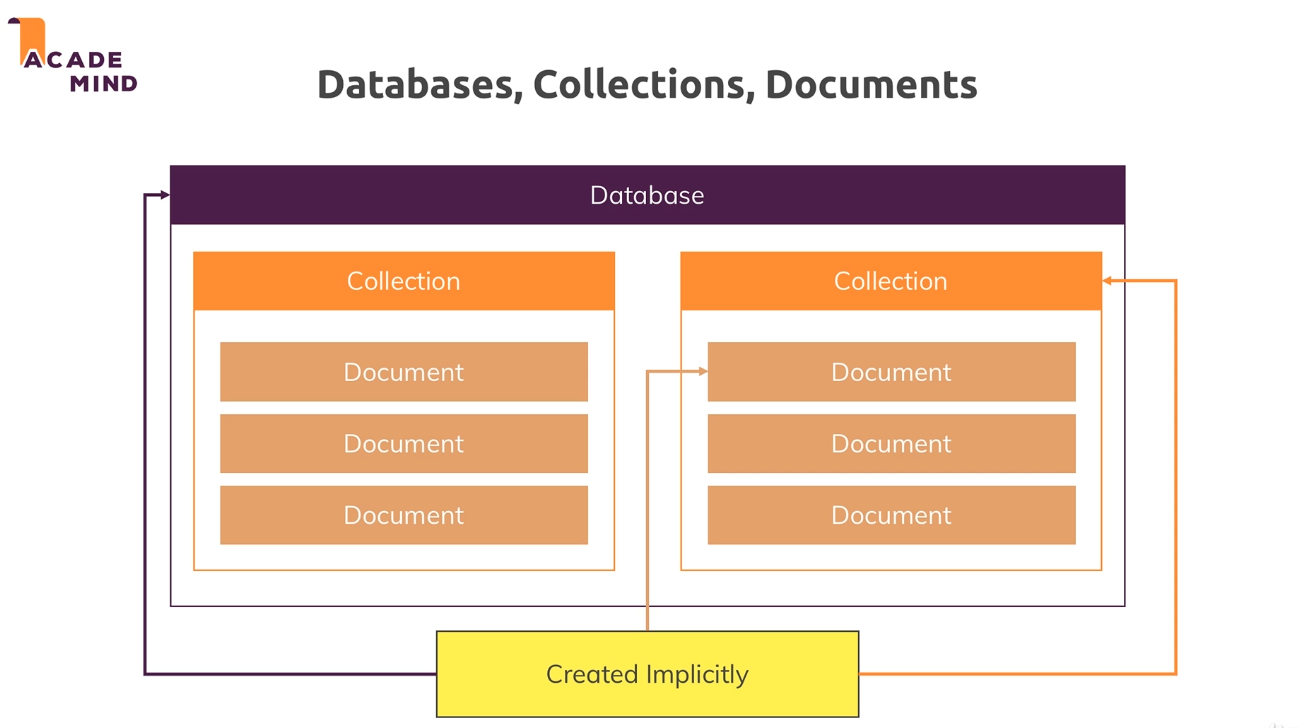 ACADE
MIND
Databases, Collections, Documents
Database
Collection
Collection
Document
Document
Document
Document
Document
Document
Created Implicitly